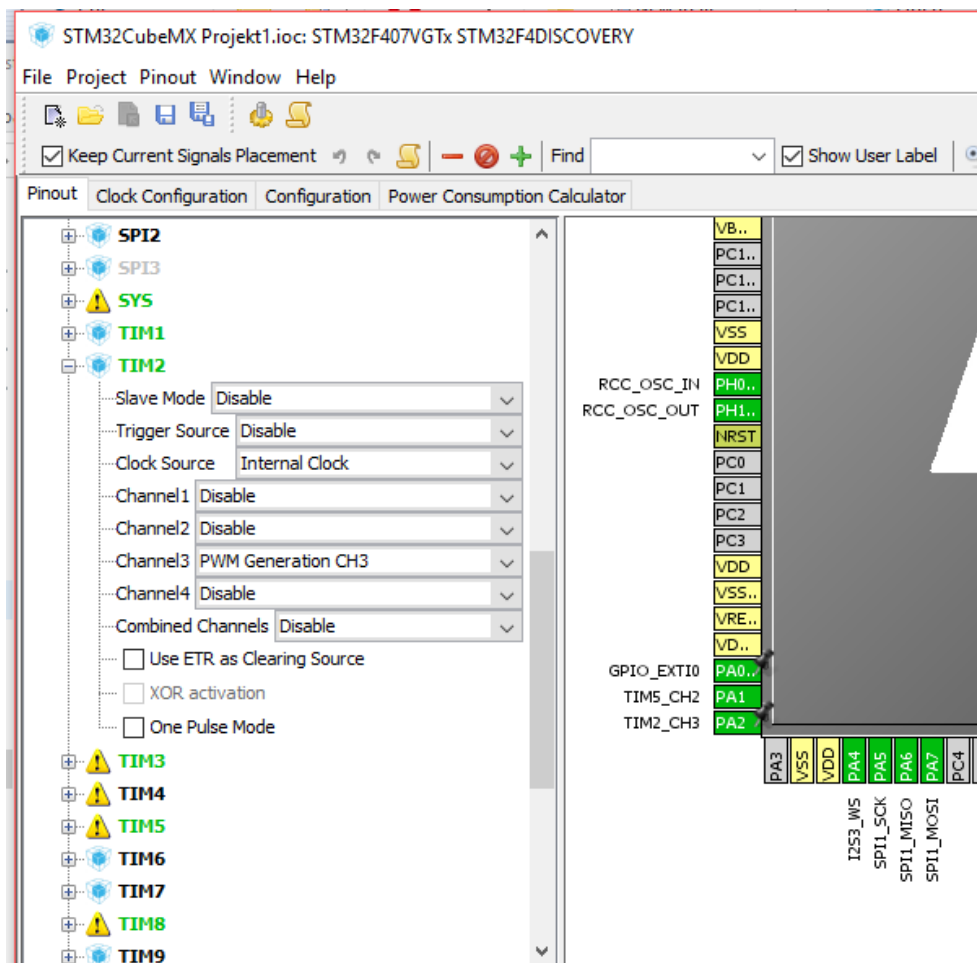 STM32CubeMX Projekt1.ioc: STM32F407VGTx STM32F4DISCOVERY
File Project Pinout Window Help
Keep Current Signals Placement Find Show User Label
Pinout Clock Configuration Configuration Power Consumption Calculator
SPI2
SPI3
SYS
TIM1
TIM2
Slave Mode Disable
Trigger Source Disable
Clock Source Internal Clock
Channel1 Disable
Channel2 Disable
Channel3 PWM Generation CH3
Channel4 Disable
Combined Channels Disable
Use ETR as Clearing Source
XOR activation
One Pulse Mode
TIM3
TIM4
TIM5
TIM6
TIM7
TIM8
TIM9
VB..
PC1..
PC1..
PC1..
VSS
VDD
RCC_OSC_IN PH0..
RCC_OSC_OUT PH1..
NRST
PC0
PC1
PC2
PC3
VDD
VSS..
VRE..
VD..
GPIO_EXTI0 PA0..
TIM5_CH2 PA1
TIM2_CH3 PA2
PA3 VSS VDD PA4 PA5 PA6 PA7 PC4
I2S3_WS SPI1_SCK SPI1_MISO SPI1_MOSI